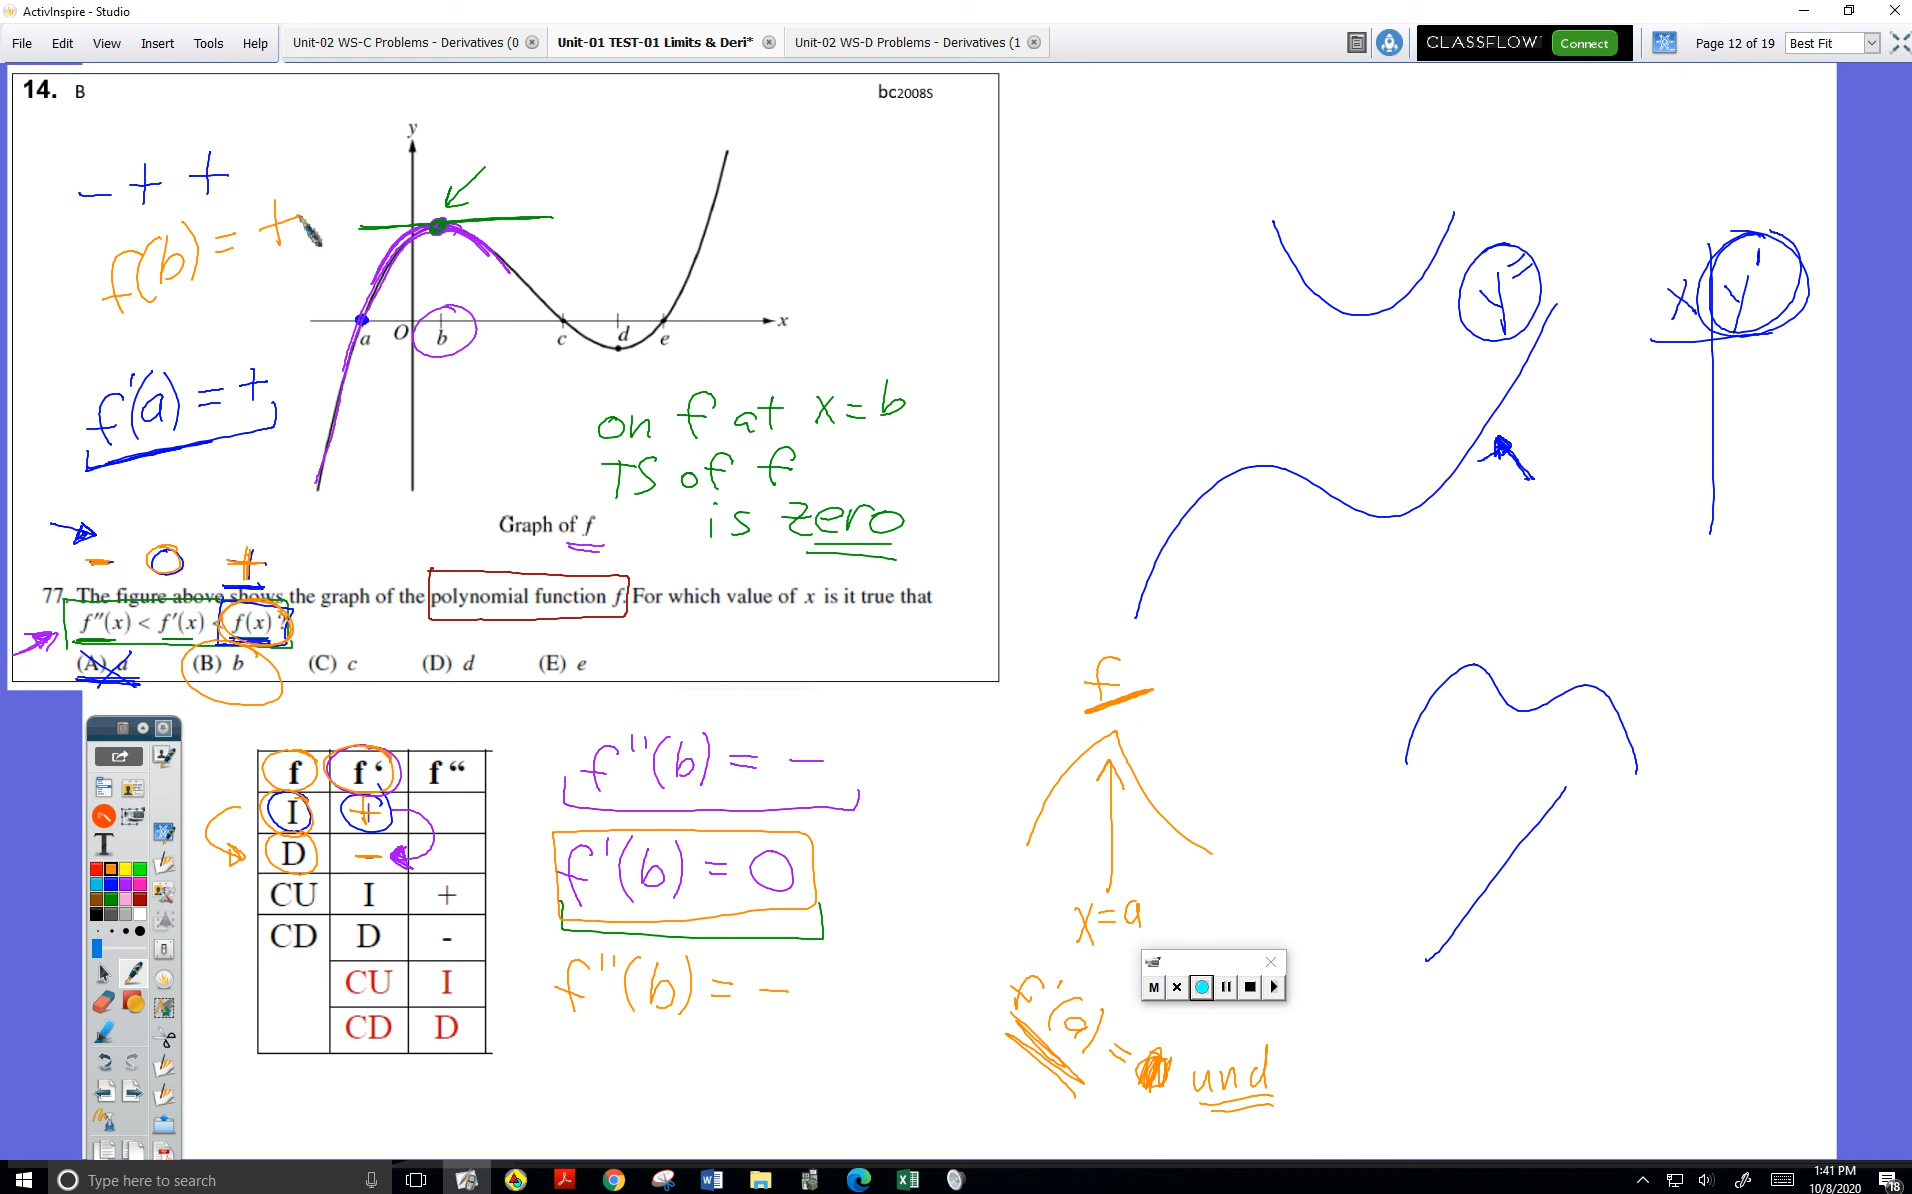 ActivInspire - Studio
File Edit View Insert Tools Help
Unit-02 WS-C Problems - Derivatives (0
Unit-01 TEST-01 Limits & Deri*
Unit-02 WS-D Problems - Derivatives (1
CLASSFLOW Connect
Page 12 of 19 Best Fit
14. B bc2008S
y
- + +
f(b) = +
a O b c d e x
f'(a) = +
on f at x = b
TS of f
is zero
Graph of f
- 0 +
77. The figure above shows the graph of the polynomial function f. For which value of x is it true that
f"(x) < f'(x) < f(x) ?
(A) a (B) b (C) c (D) d (E) e
y"
x y'
f f‘ f“
I +
D -
CU I +
CD D -
CU I
CD D
f"(b) = -
f'(b) = 0
f"(b) = -
f
x = a
f'(a) = und
M
T
Type here to search
1:41 PM
10/8/2020
18